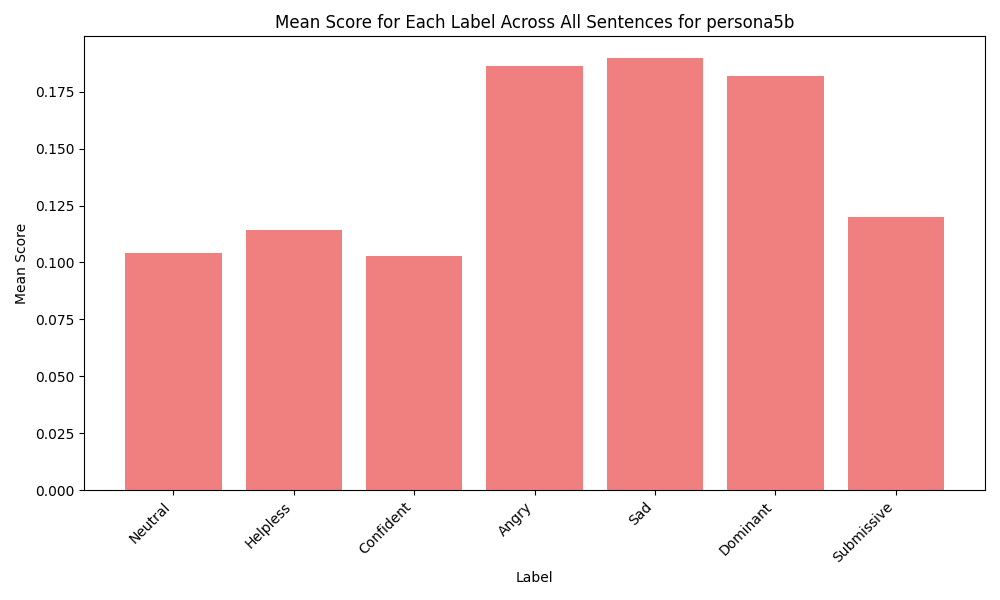 Mean Score for Each Label Across All Sentences for persona5b
Mean Score
0.175
0.150
0.125
0.100
0.075
0.050
0.025
0.000
Neutral
Helpless
Confident
Angry
Sad
Dominant
Submissive
Label